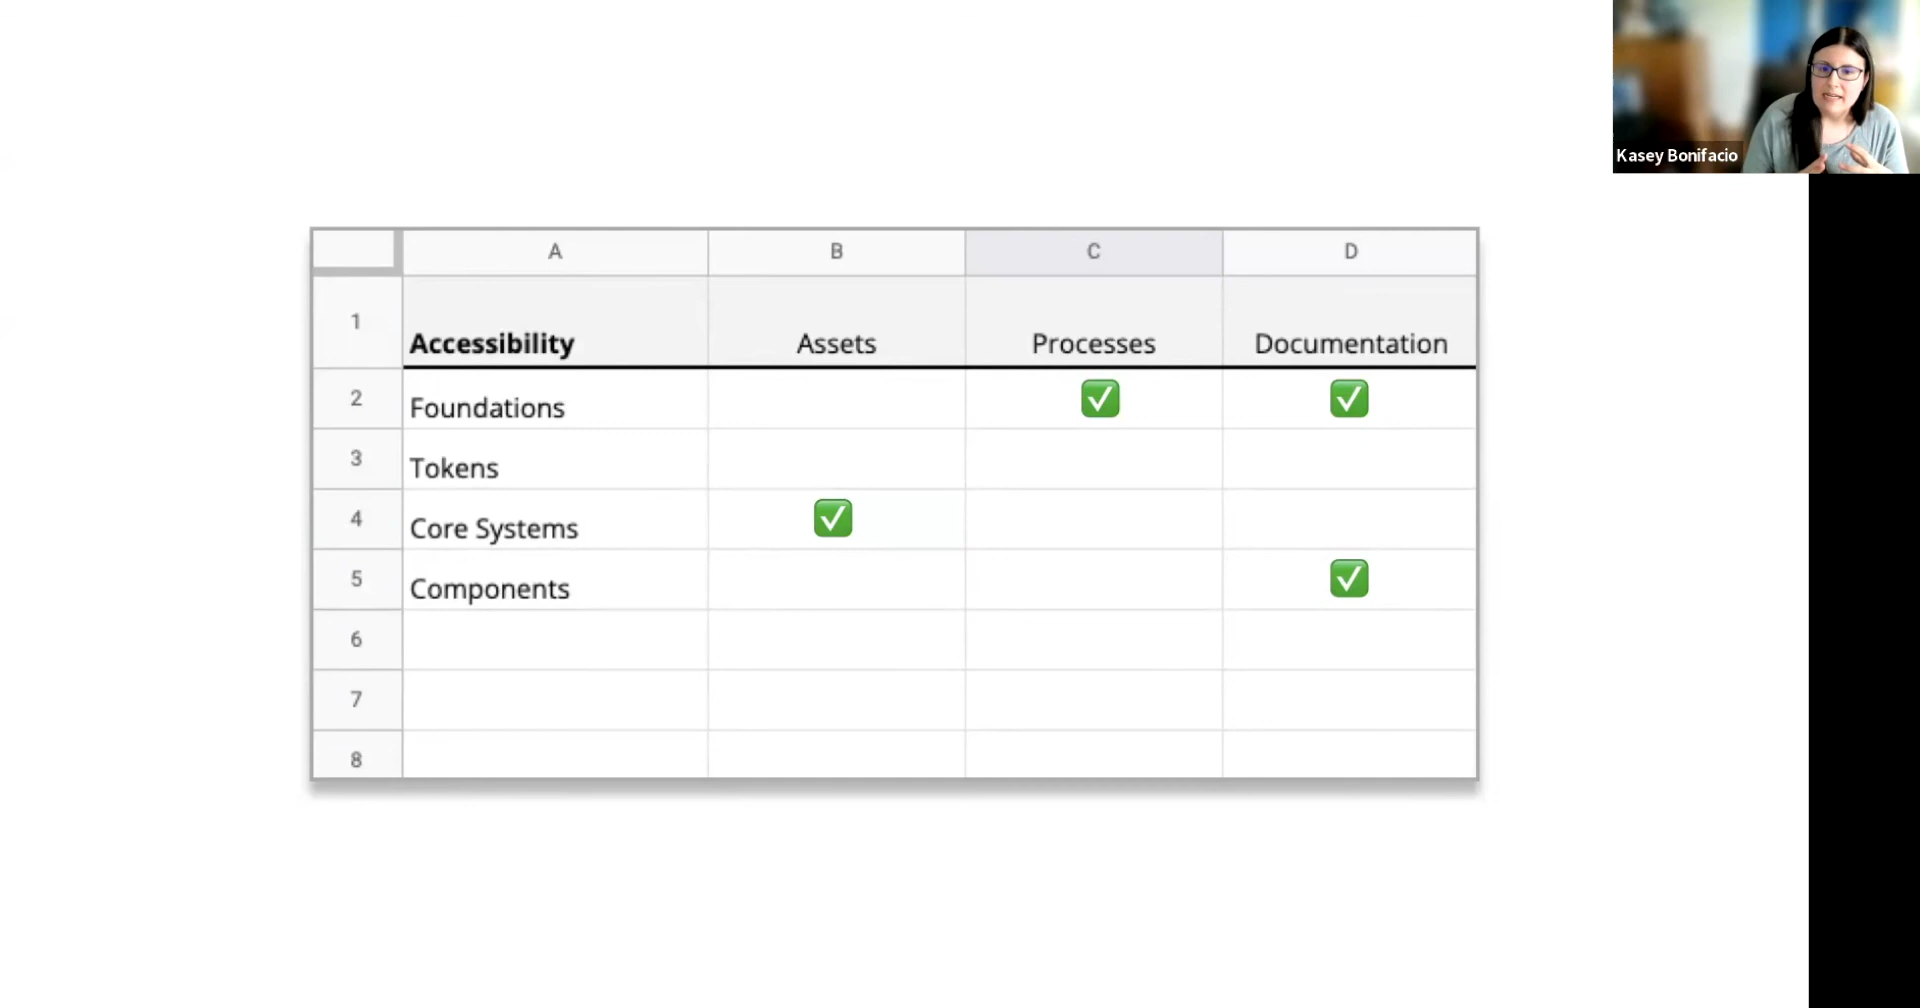 Kasey Bonifacio
A B C D
1 Accessibility Assets Processes Documentation
2 Foundations ✅ ✅
3 Tokens
4 Core Systems ✅
5 Components ✅
6
7
8